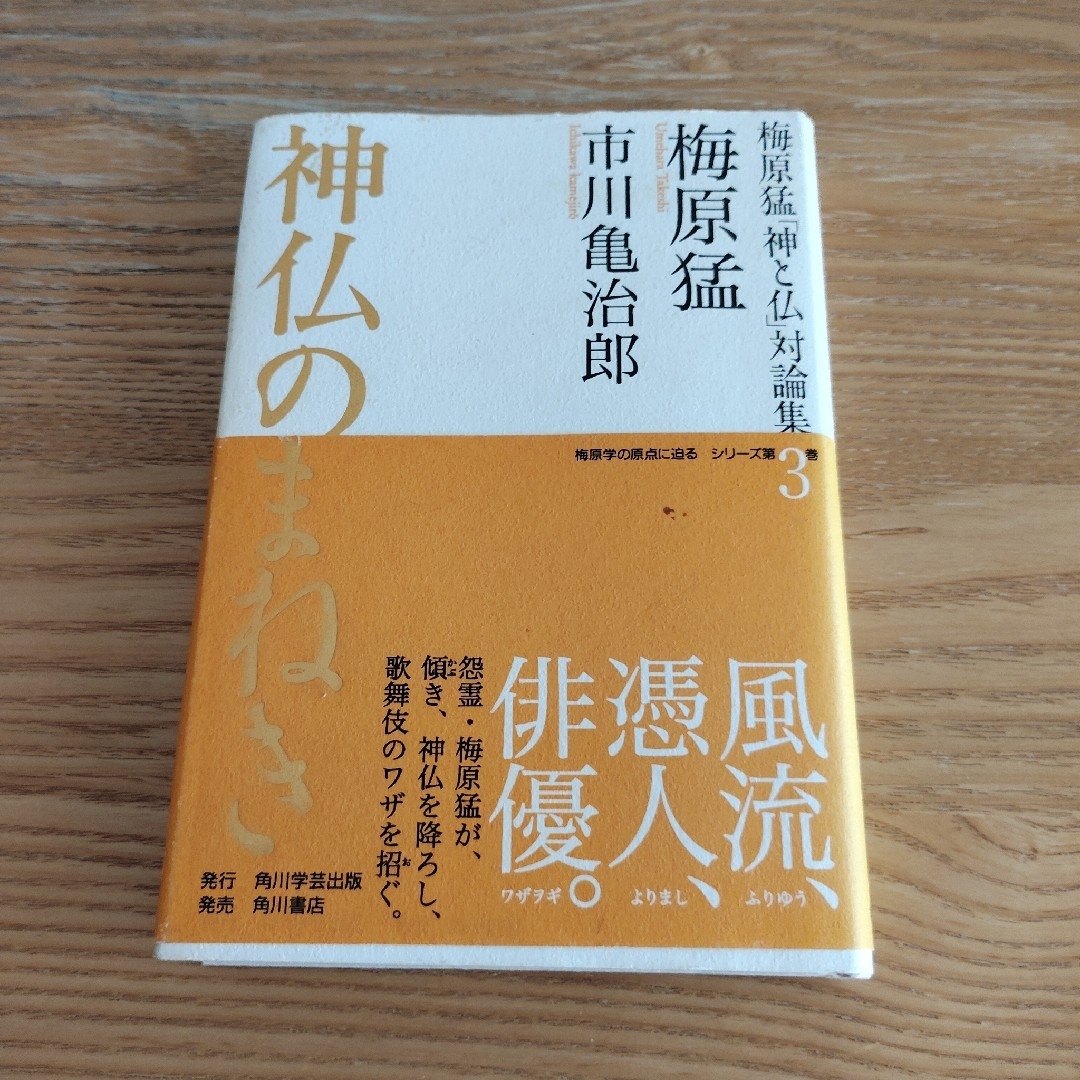 梅原猛「神と仏」対論集
梅原猛
Umehara Takeshi
市川亀治郎
Ichikawa Kamejirō
神仏のまねき
梅原学の原点に迫る シリーズ第3巻
風流、
ふりゆう
憑人、
よりまし
俳優。
ワザヲギ
怨霊・梅原猛が、
傾き、神仏を降ろし、
かぶ
歌舞伎のワザを招ぐ。
お
発行 角川学芸出版
発売 角川書店